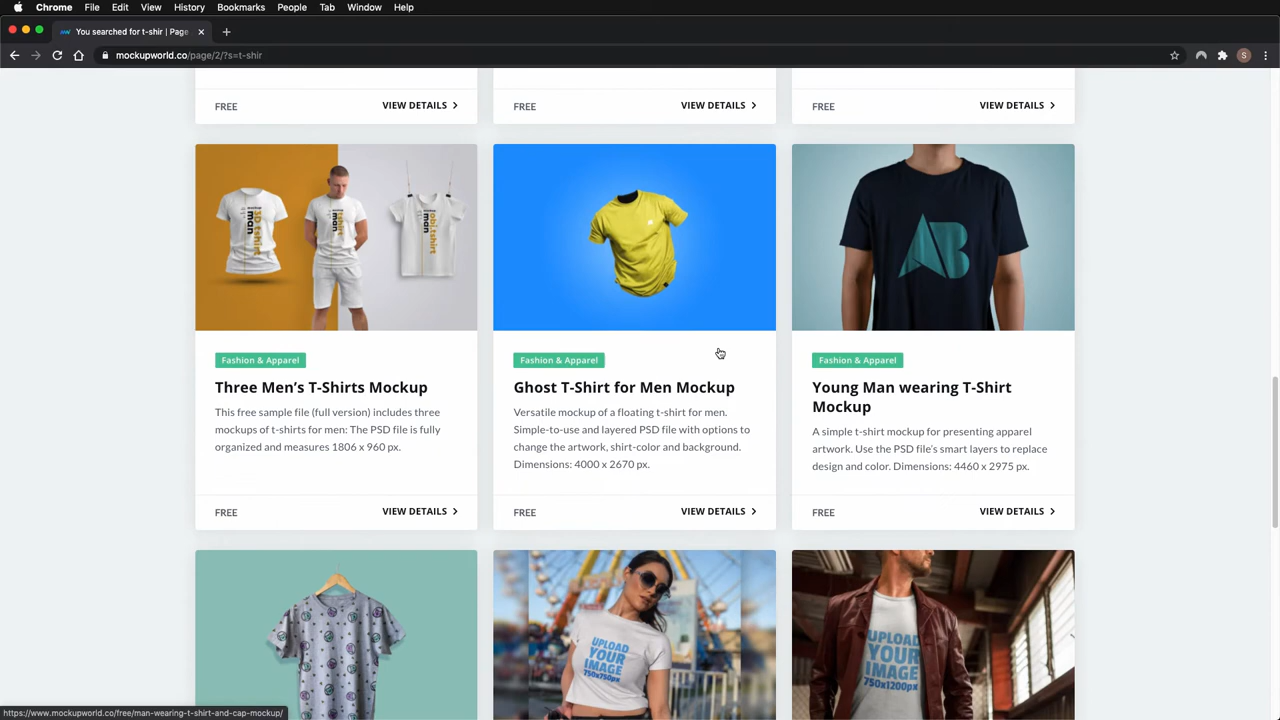 Chrome File Edit View History Bookmarks People Tab Window Help
You searched for t-shir | Page
mockupworld.co/page/2/?s=t-shir
S
FREE VIEW DETAILS
FREE VIEW DETAILS
FREE VIEW DETAILS
AB
Fashion & Apparel
Three Men’s T-Shirts Mockup
This free sample file (full version) includes three
mockups of t-shirts for men: The PSD file is fully
organized and measures 1806 x 960 px.
FREE VIEW DETAILS
Fashion & Apparel
Ghost T-Shirt for Men Mockup
Versatile mockup of a floating t-shirt for men.
Simple-to-use and layered PSD file with options to
change the artwork, shirt-color and background.
Dimensions: 4000 x 2670 px.
FREE VIEW DETAILS
Fashion & Apparel
Young Man wearing T-Shirt
Mockup
A simple t-shirt mockup for presenting apparel
artwork. Use the PSD file's smart layers to replace
design and color. Dimensions: 4460 x 2975 px.
FREE VIEW DETAILS
UPLOAD
YOUR
IMAGE
750x750px
UPLOAD
YOUR
IMAGE
750x1200px
https://www.mockupworld.co/free/man-wearing-t-shirt-and-cap-mockup/